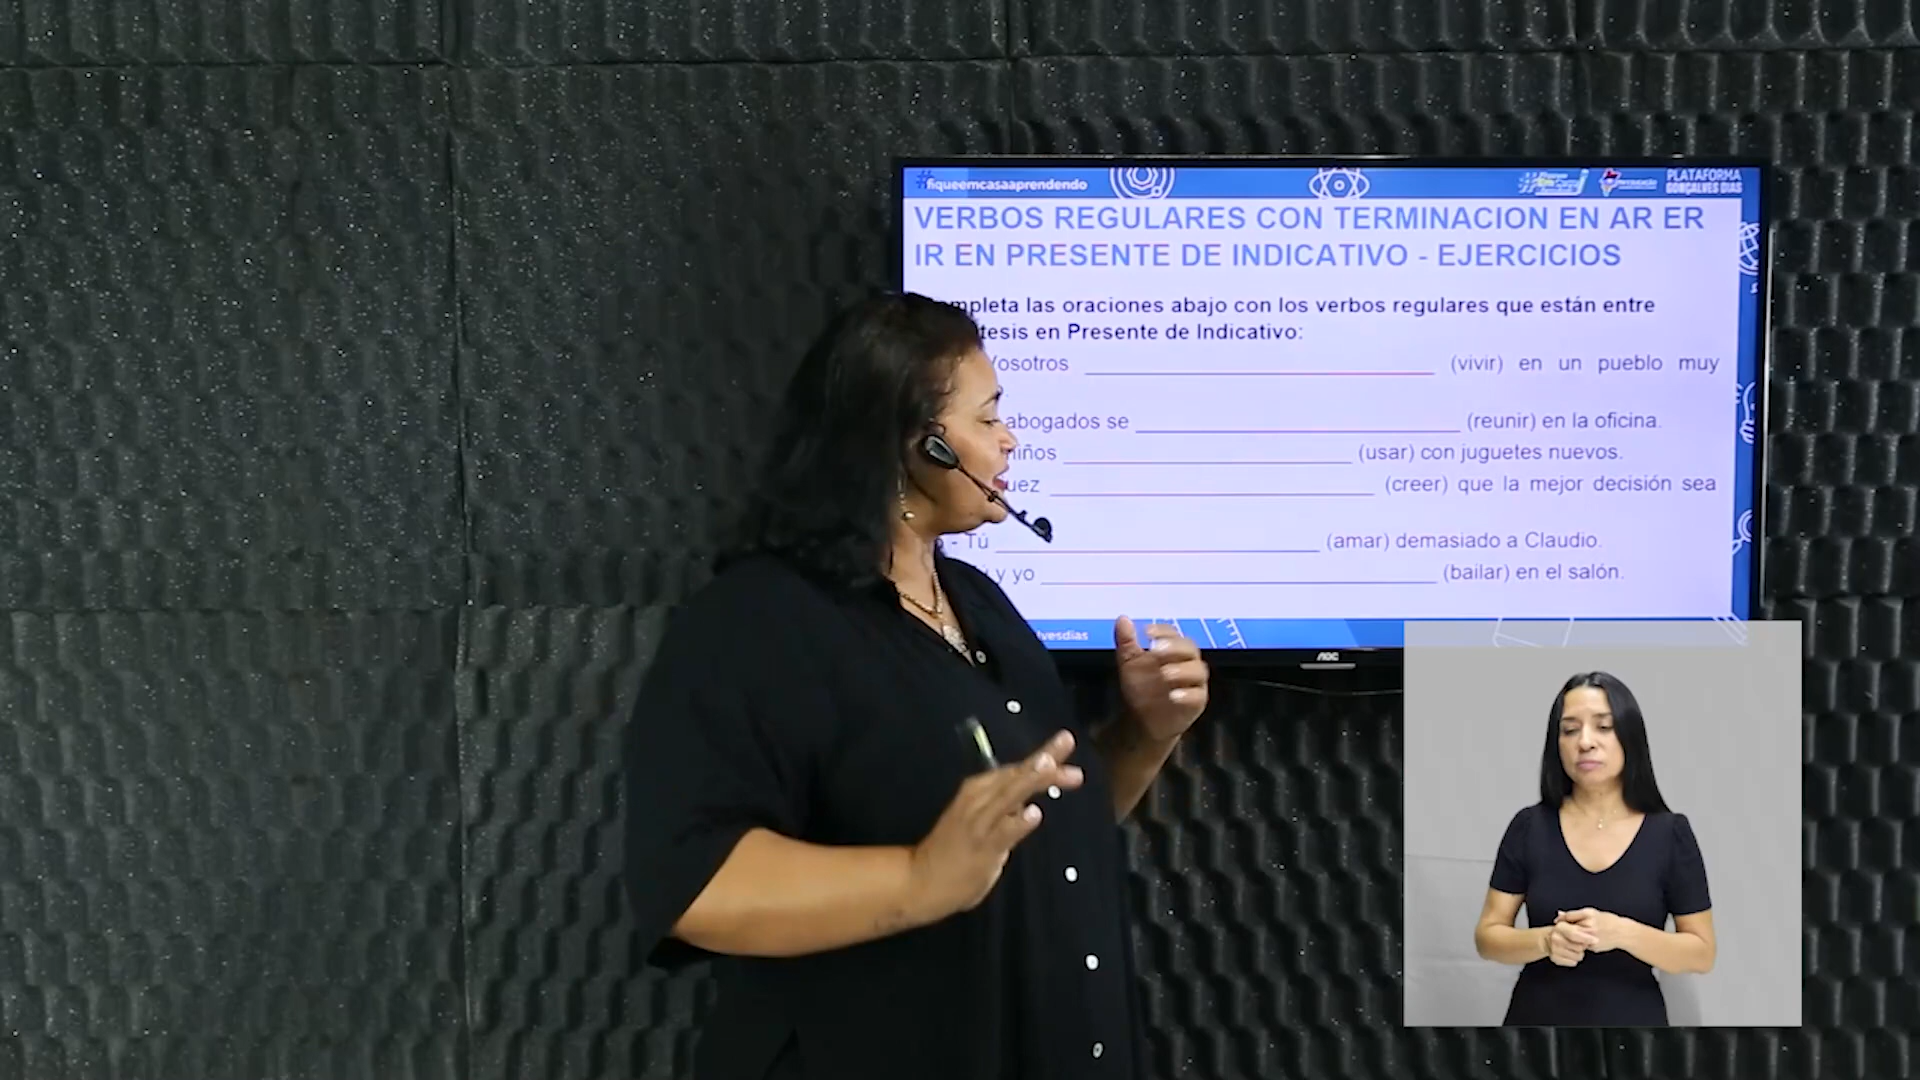 #fiqueemcasaaprendendo
PLATAFORMA
GONÇALVES DIAS
VERBOS REGULARES CON TERMINACION EN AR ER
IR EN PRESENTE DE INDICATIVO - EJERCICIOS
mpleta las oraciones abajo con los verbos regulares que están entre
tesis en Presente de Indicativo:
Vosotros (vivir) en un pueblo muy
abogados se (reunir) en la oficina.
niños (usar) con juguetes nuevos.
uez (creer) que la mejor decisión sea
- Tú (amar) demasiado a Claudio.
y yo (bailar) en el salón.
lvesdias
AOC